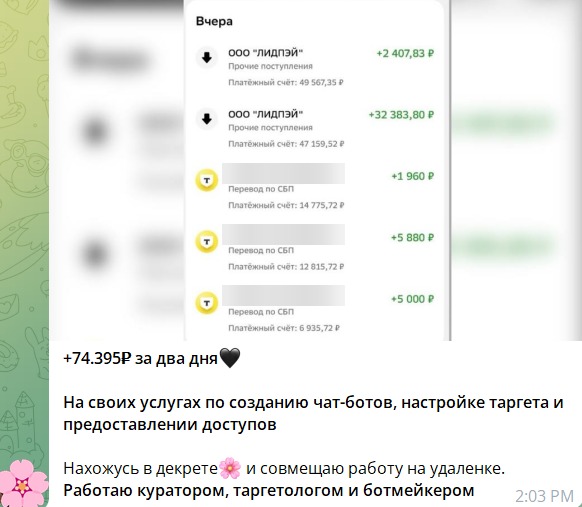 Вчера
ООО "ЛИДПЭЙ" +2 407,83 ₽
Прочие поступления
Платёжный счёт: 49 567,35 ₽
ООО "ЛИДПЭЙ" +32 383,80 ₽
Прочие поступления
Платёжный счёт: 47 159,52 ₽
+1 960 ₽
Перевод по СБП
Платёжный счёт: 14 775,72 ₽
+5 880 ₽
Перевод по СБП
Платёжный счёт: 12 815,72 ₽
+5 000 ₽
Перевод по СБП
Платёжный счёт: 6 935,72 ₽
+74.395₽ за два дня🖤
На своих услугах по созданию чат-ботов, настройке таргета и
предоставлении доступов
Нахожусь в декрете🌸 и совмещаю работу на удаленке.
Работаю куратором, таргетологом и ботмейкером
2:03 PM